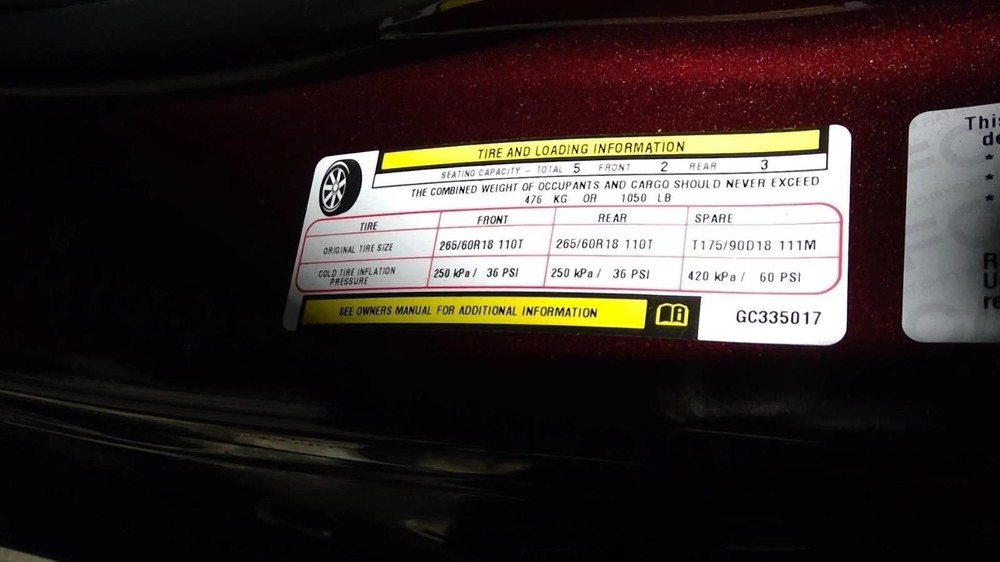 TIRE AND LOADING INFORMATION
SEATING CAPACITY - TOTAL 5 FRONT 2 REAR 3
THE COMBINED WEIGHT OF OCCUPANTS AND CARGO SHOULD NEVER EXCEED
476 KG OR 1050 LB
TIRE FRONT REAR SPARE
ORIGINAL TIRE SIZE 265/60R18 110T 265/60R18 110T T175/90D18 111M
COLD TIRE INFLATION PRESSURE 250 kPa / 36 PSI 250 kPa / 36 PSI 420 kPa / 60 PSI
SEE OWNERS MANUAL FOR ADDITIONAL INFORMATION
GC335017
This